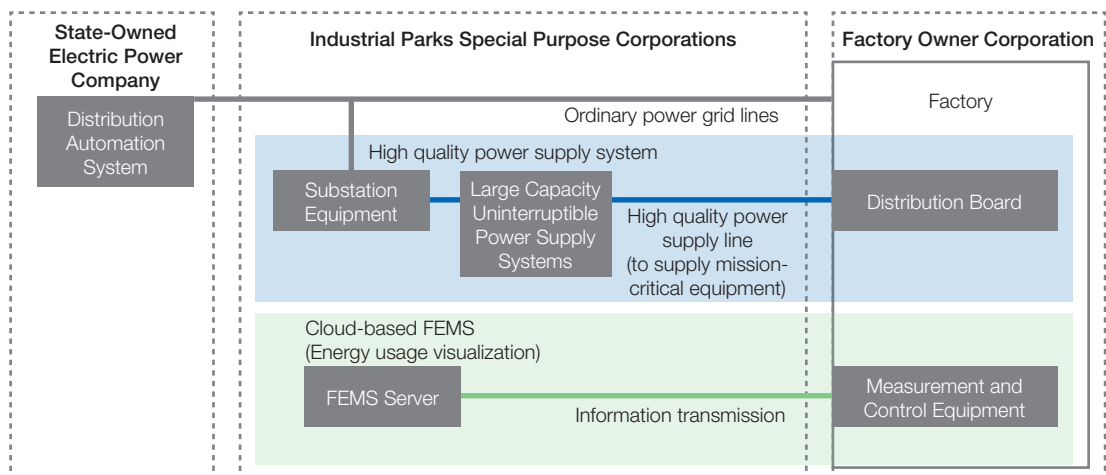 State-Owned
Electric Power
Company
Industrial Parks Special Purpose Corporations
Factory Owner Corporation
Distribution
Automation
System
Ordinary power grid lines
Factory
High quality power supply system
Substation
Equipment
Large Capacity
Uninterruptible
Power Supply
Systems
High quality power
supply line
(to supply mission-
critical equipment)
Distribution Board
Cloud-based FEMS
(Energy usage visualization)
FEMS Server
Information transmission
Measurement and
Control Equipment